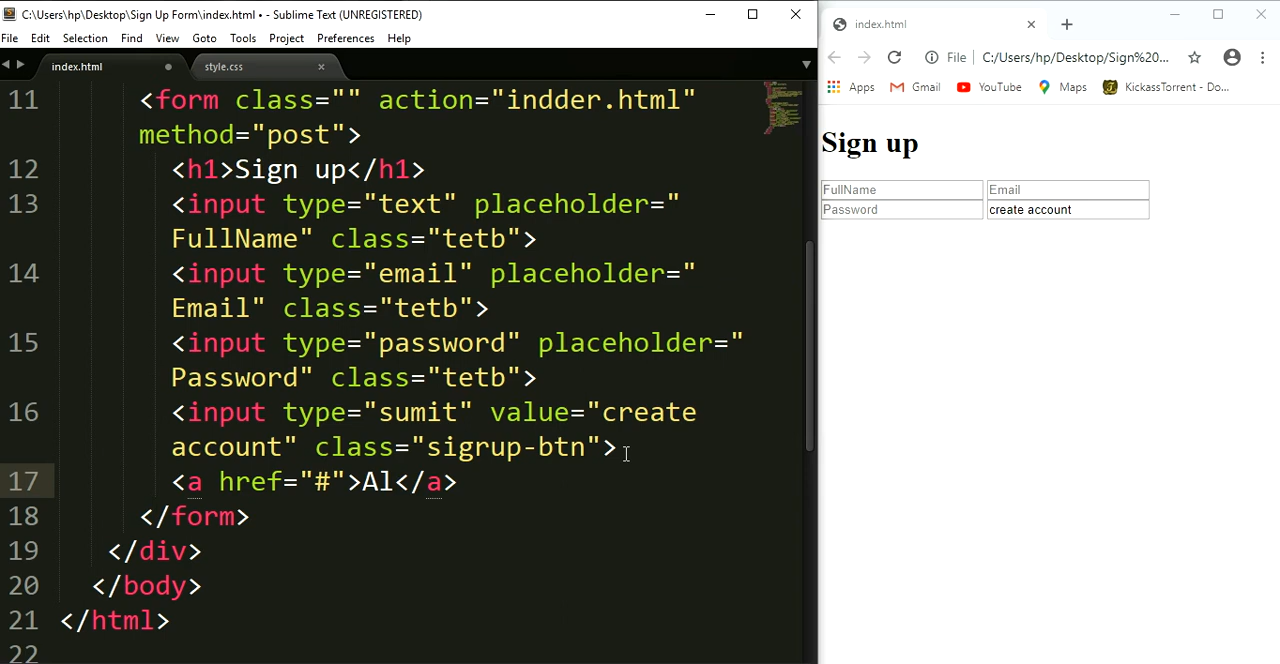 C:\Users\hp\Desktop\Sign Up Form\index.html • - Sublime Text (UNREGISTERED)
File Edit Selection Find View Goto Tools Project Preferences Help
index.html
style.css
11 <form class="" action="indder.html"
method="post">
12 <h1>Sign up</h1>
13 <input type="text" placeholder="
FullName" class="tetb">
14 <input type="email" placeholder="
Email" class="tetb">
15 <input type="password" placeholder="
Password" class="tetb">
16 <input type="sumit" value="create
account" class="sigrup-btn">
17 <a href="#">Al</a>
18 </form>
19 </div>
20 </body>
21 </html>
22
index.html
File C:/Users/hp/Desktop/Sign%20...
Apps Gmail YouTube Maps KickassTorrent - Do...
Sign up
FullName Email
Password create account